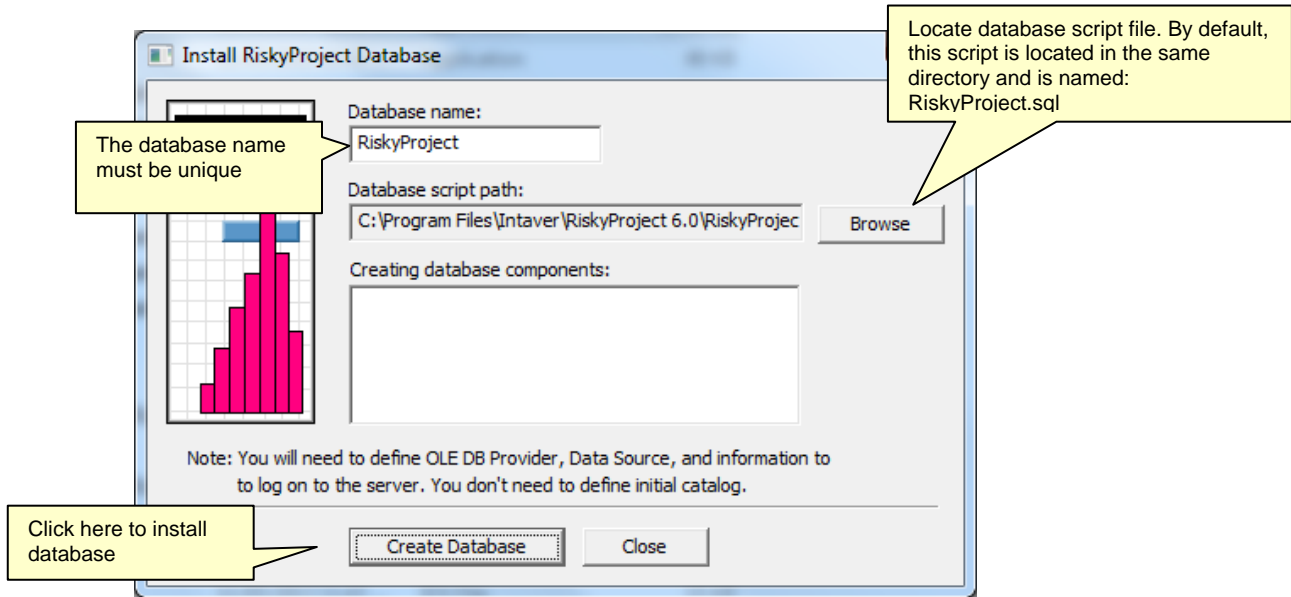 Locate database script file. By default,
this script is located in the same
directory and is named:
RiskyProject.sql
Install RiskyProject Database
Database name:
RiskyProject
The database name
must be unique
Database script path:
C:\Program Files\Intaver\RiskyProject 6.0\RiskyProjec
Browse
Creating database components:
Note: You will need to define OLE DB Provider, Data Source, and information to
to log on to the server. You don't need to define initial catalog.
Click here to install
database
Create Database
Close